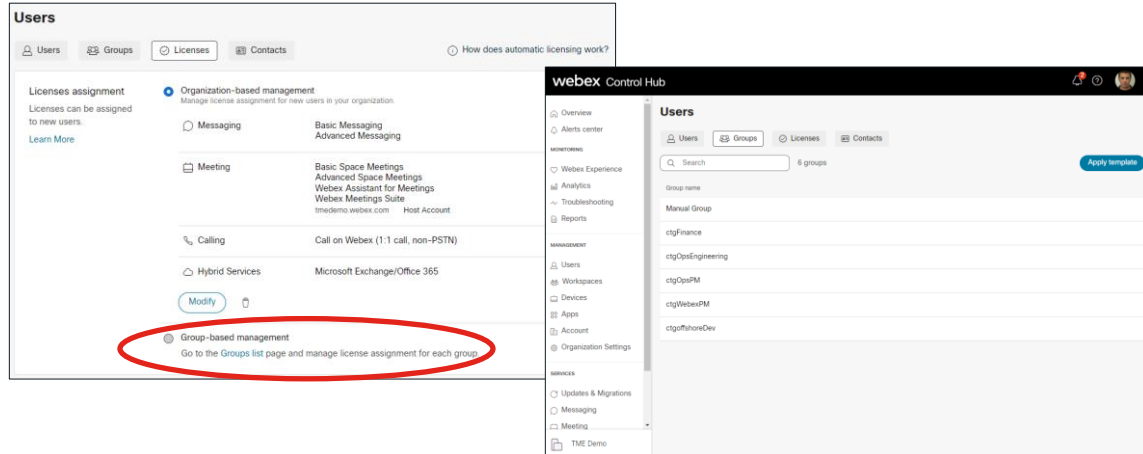 Users
Users
Groups
Licenses
Contacts
How does automatic licensing work?
Licenses assignment
Licenses can be assigned
to new users.
Learn More
Organization-based management
Manage license assignment for new users in your organization.
Messaging
Basic Messaging
Advanced Messaging
Meeting
Basic Space Meetings
Advanced Space Meetings
Webex Assistant for Meetings
Webex Meetings Suite
tmedemo.webex.com Host Account
Calling
Call on Webex (1:1 call, non-PSTN)
Hybrid Services
Microsoft Exchange/Office 365
Modify
Group-based management
Go to the Groups list page and manage license assignment for each group
webex Control Hub
Overview
Alerts center
MONITORING
Webex Experience
Analytics
Troubleshooting
Reports
MANAGEMENT
Users
Workspaces
Devices
Apps
Account
Organization Settings
SERVICES
Updates & Migrations
Messaging
Meeting
TME Demo
Users
Users
Groups
Licenses
Contacts
Search
6 groups
Apply template
Group name
Manual Group
ctgFinance
ctgOpsEngineering
ctgOpsPM
ctgWebexPM
ctgoffshoreDev